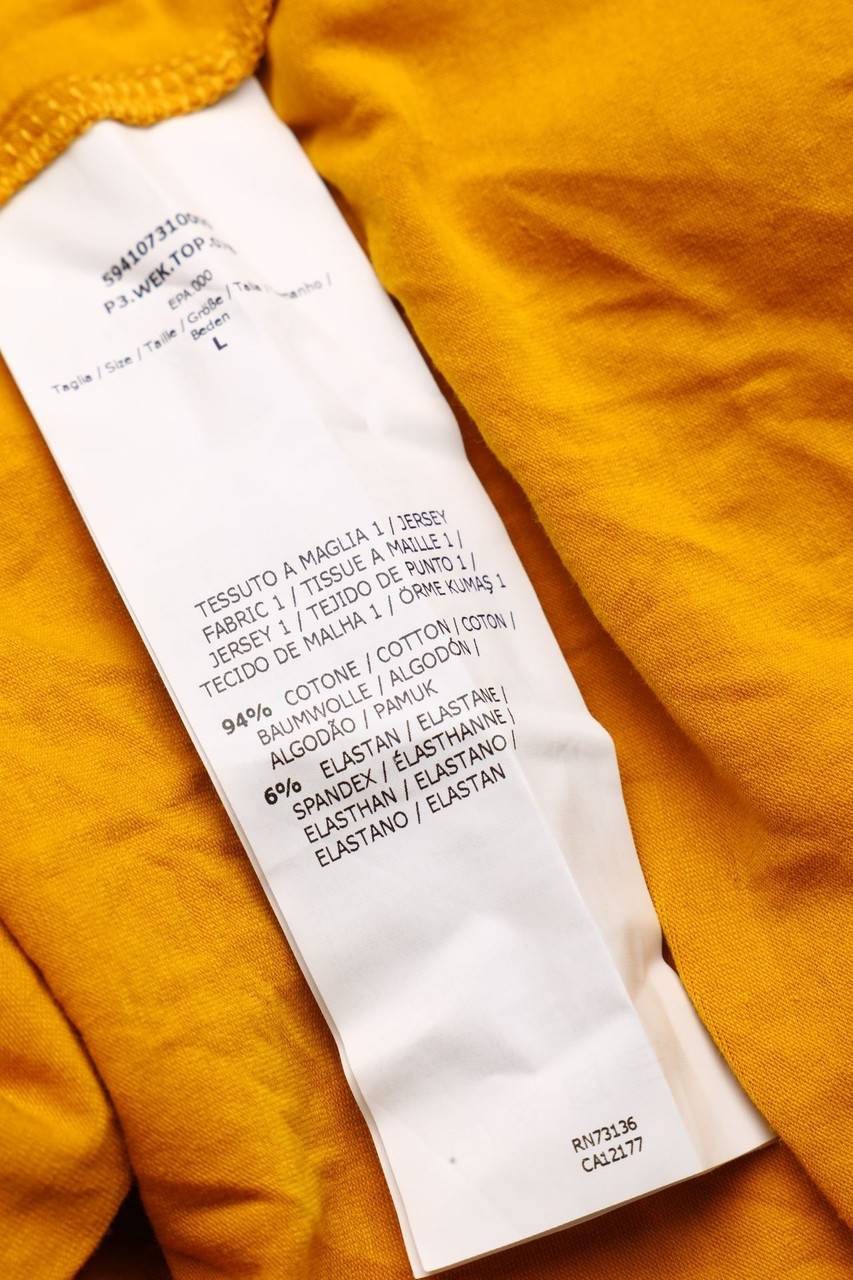 P3.WEK.TOP.
EPA.000
Taglia / Size / Taille / Größe / Talla /
Beden
L
TESSUTO A MAGLIA 1 / JERSEY
FABRIC 1 / TISSUE A MAILLE 1 /
JERSEY 1 / TEJIDO DE PUNTO 1 /
TECIDO DE MALHA 1 / ÖRME KUMAŞ 1
94% COTONE / COTTON / COTON /
BAUMWOLLE / ALGODÓN /
ALGODÃO / PAMUK
6% ELASTAN / ELASTANE /
SPANDEX / ÉLASTHANNE /
ELASTHAN / ELASTANO /
ELASTANO / ELASTAN
RN73136
CA12177